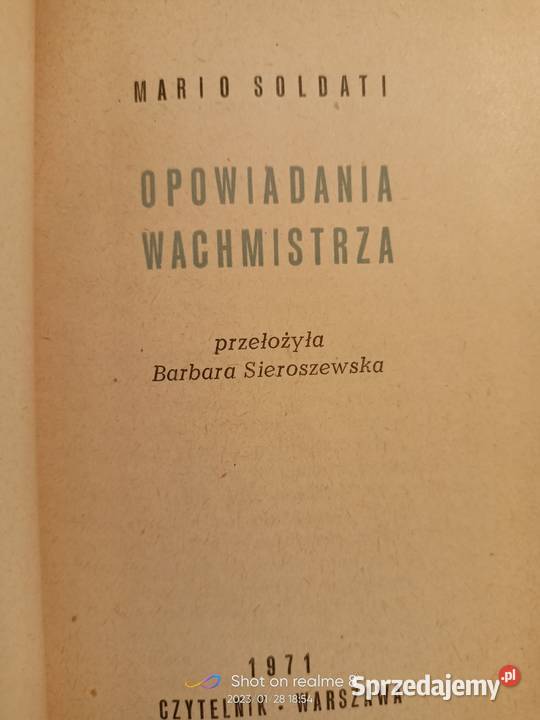 MARIO SOLDATI
OPOWIADANIA
WACHMISTRZA
przełożyła
Barbara Sieroszewska
1971
CZYTELNIK · WARSZAWA
Shot on realme 8
2023/01/28 18:54
Sprzedajemy.pl